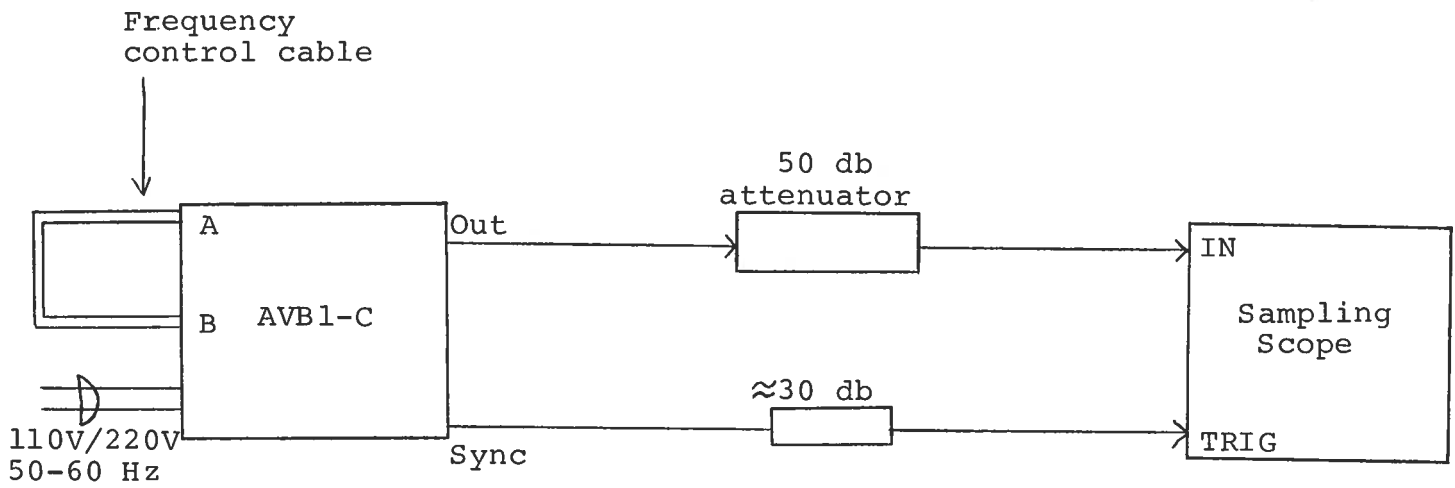 Frequency
control cable
50 db
attenuator
A
Out
IN
B
AVB1-C
Sampling
Scope
≈30 db
110V/220V
50-60 Hz
Sync
TRIG